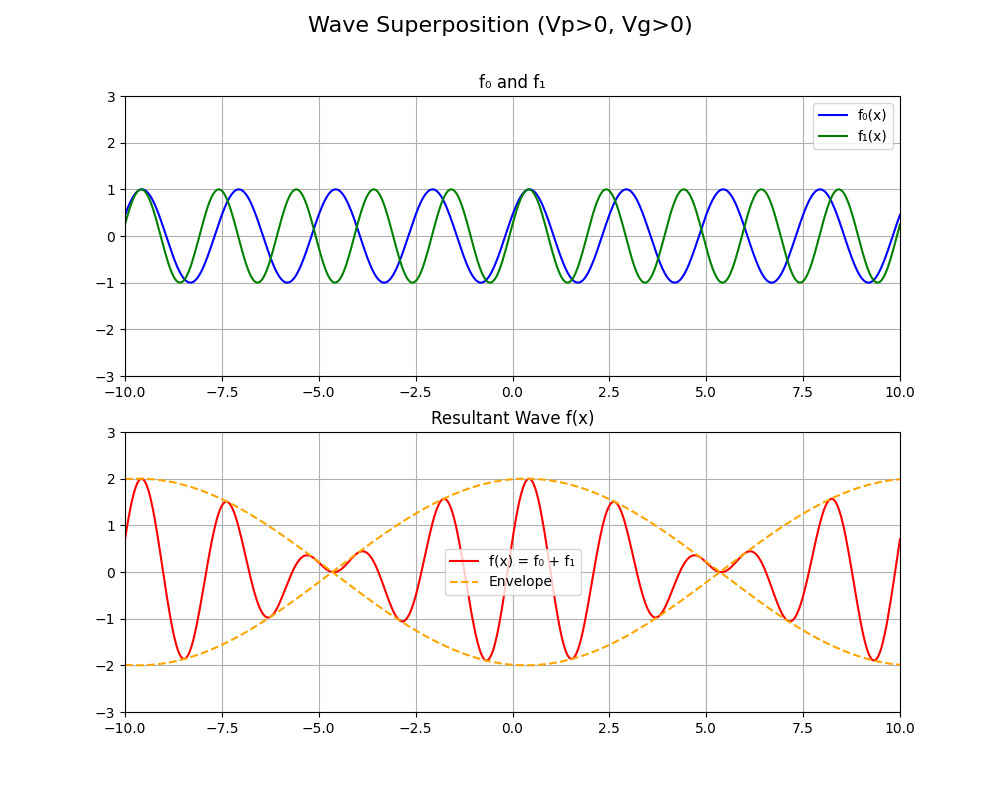 Wave Superposition (Vp>0, Vg>0)
f₀ and f₁
3
2
1
0
−1
−2
−3
f₀(x)
f₁(x)
−10.0 −7.5 −5.0 −2.5 0.0 2.5 5.0 7.5 10.0
Resultant Wave f(x)
3
2
1
0
−1
−2
−3
f(x) = f₀ + f₁
Envelope
−10.0 −7.5 −5.0 −2.5 0.0 2.5 5.0 7.5 10.0